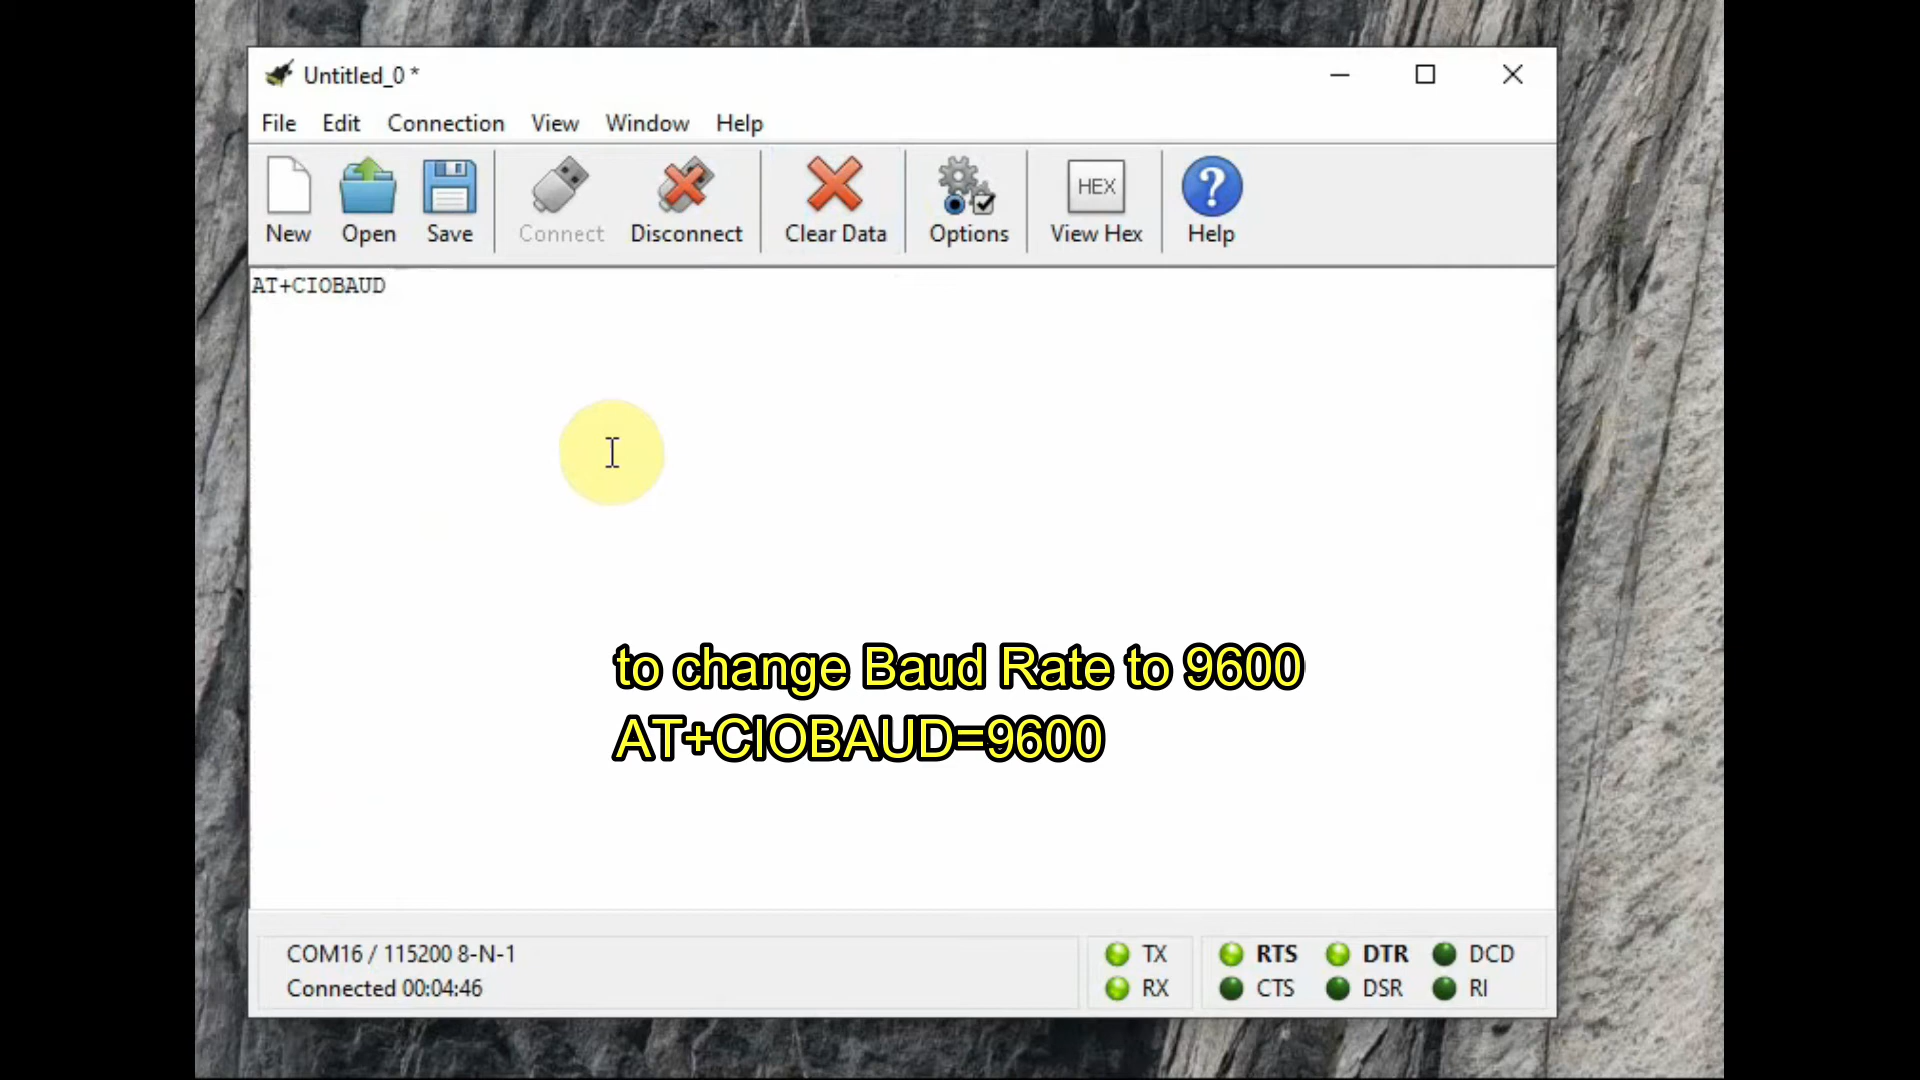 Untitled_0 *
File Edit Connection View Window Help
New Open Save Connect Disconnect Clear Data Options HEX View Hex ? Help
AT+CIOBAUD
to change Baud Rate to 9600
AT+CIOBAUD=9600
COM16 / 115200 8-N-1
Connected 00:04:46
TX RTS DTR DCD
RX CTS DSR RI